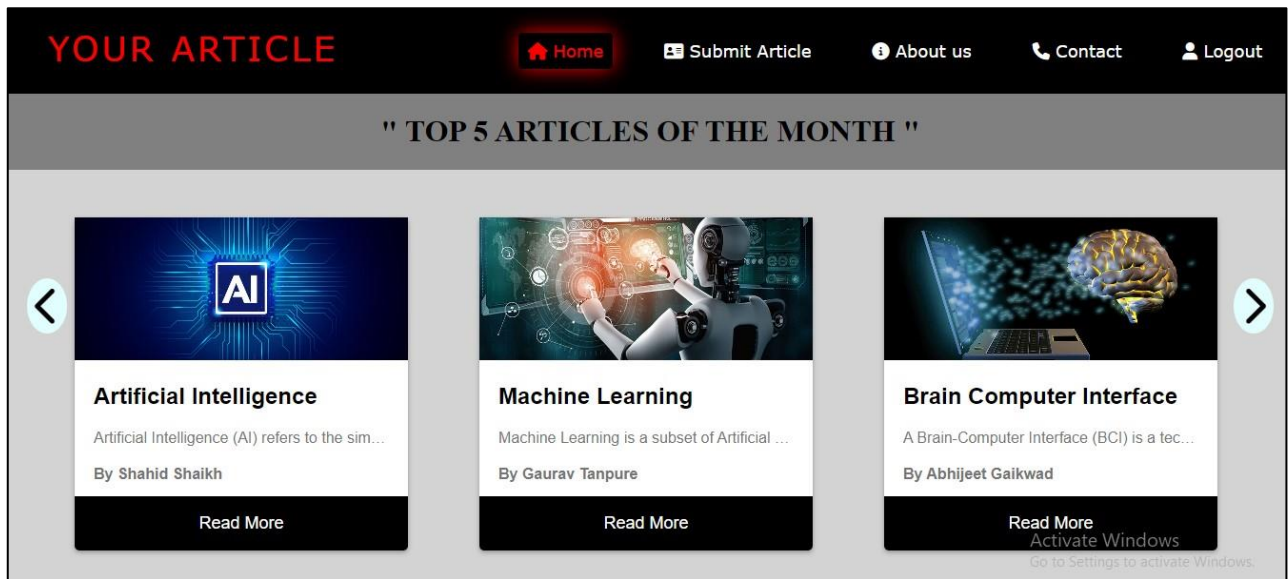 YOUR ARTICLE
Home
Submit Article
About us
Contact
Logout
" TOP 5 ARTICLES OF THE MONTH "
AI
Artificial Intelligence
Artificial Intelligence (AI) refers to the sim...
By Shahid Shaikh
Read More
Machine Learning
Machine Learning is a subset of Artificial ...
By Gaurav Tanpure
Read More
Brain Computer Interface
A Brain-Computer Interface (BCI) is a tec...
By Abhijeet Gaikwad
Read More
Activate Windows
Go to Settings to activate Windows.